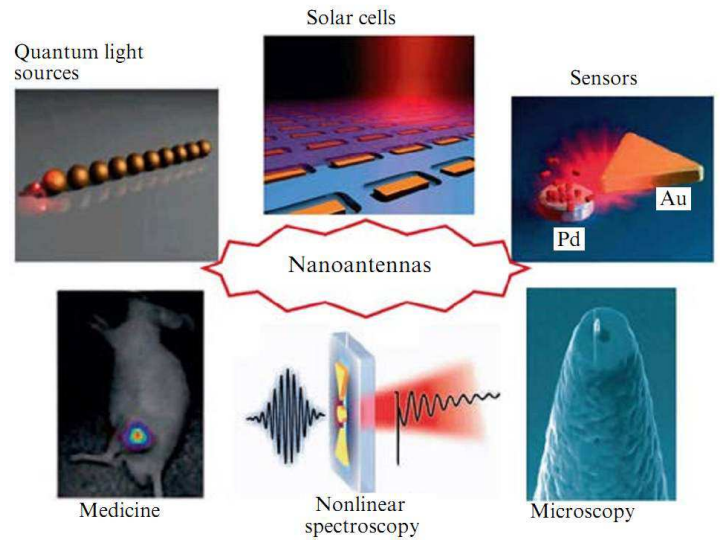 Solar cells
Quantum light
sources
Sensors
Au
Pd
Nanoantennas
Medicine
Nonlinear
spectroscopy
Microscopy